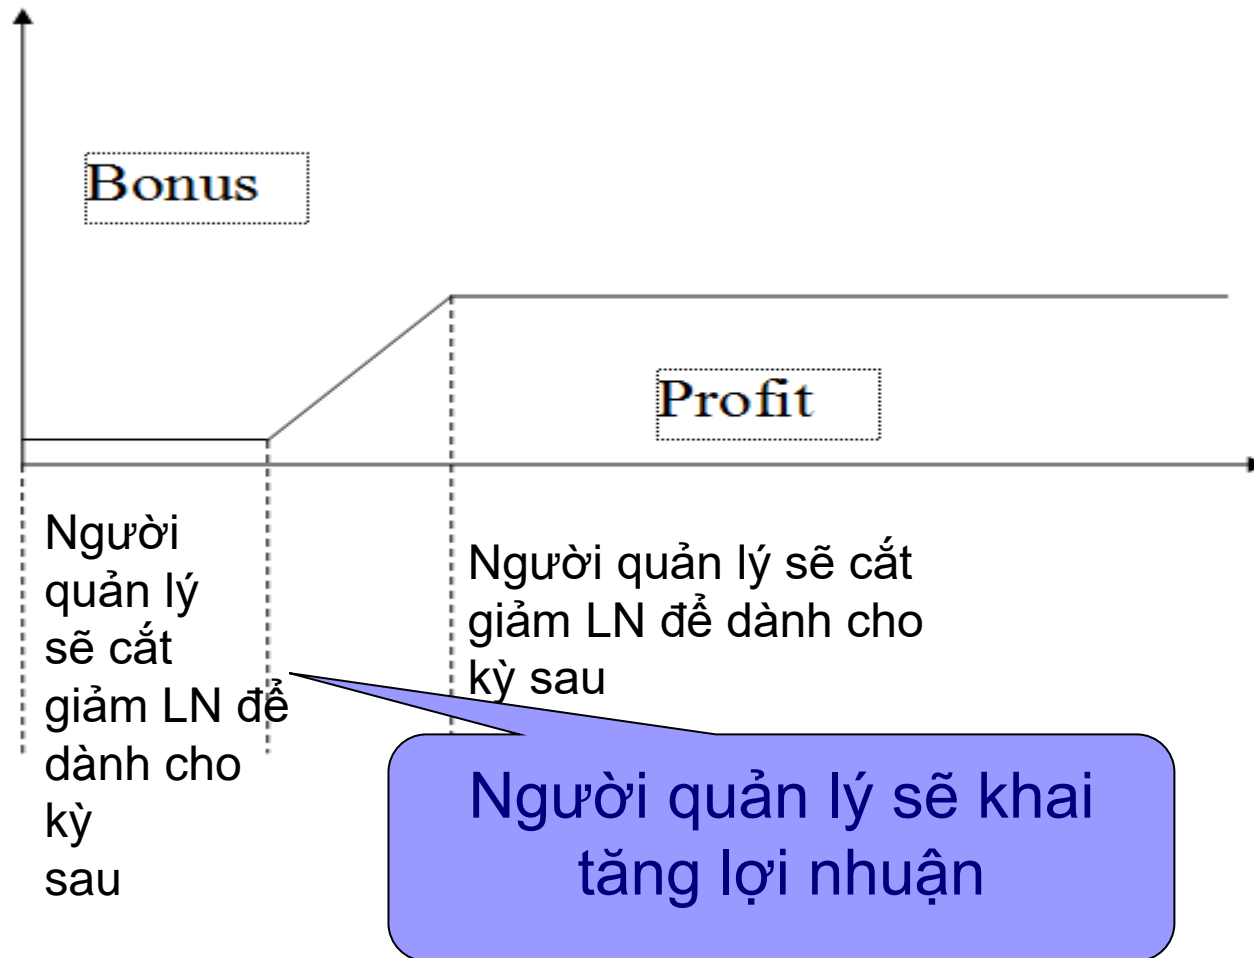 Bonus
Profit
Người
quản lý
sẽ cắt
giảm LN để
dành cho
kỳ
sau
Người quản lý sẽ cắt
giảm LN để dành cho
kỳ sau
Người quản lý sẽ khai
tăng lợi nhuận